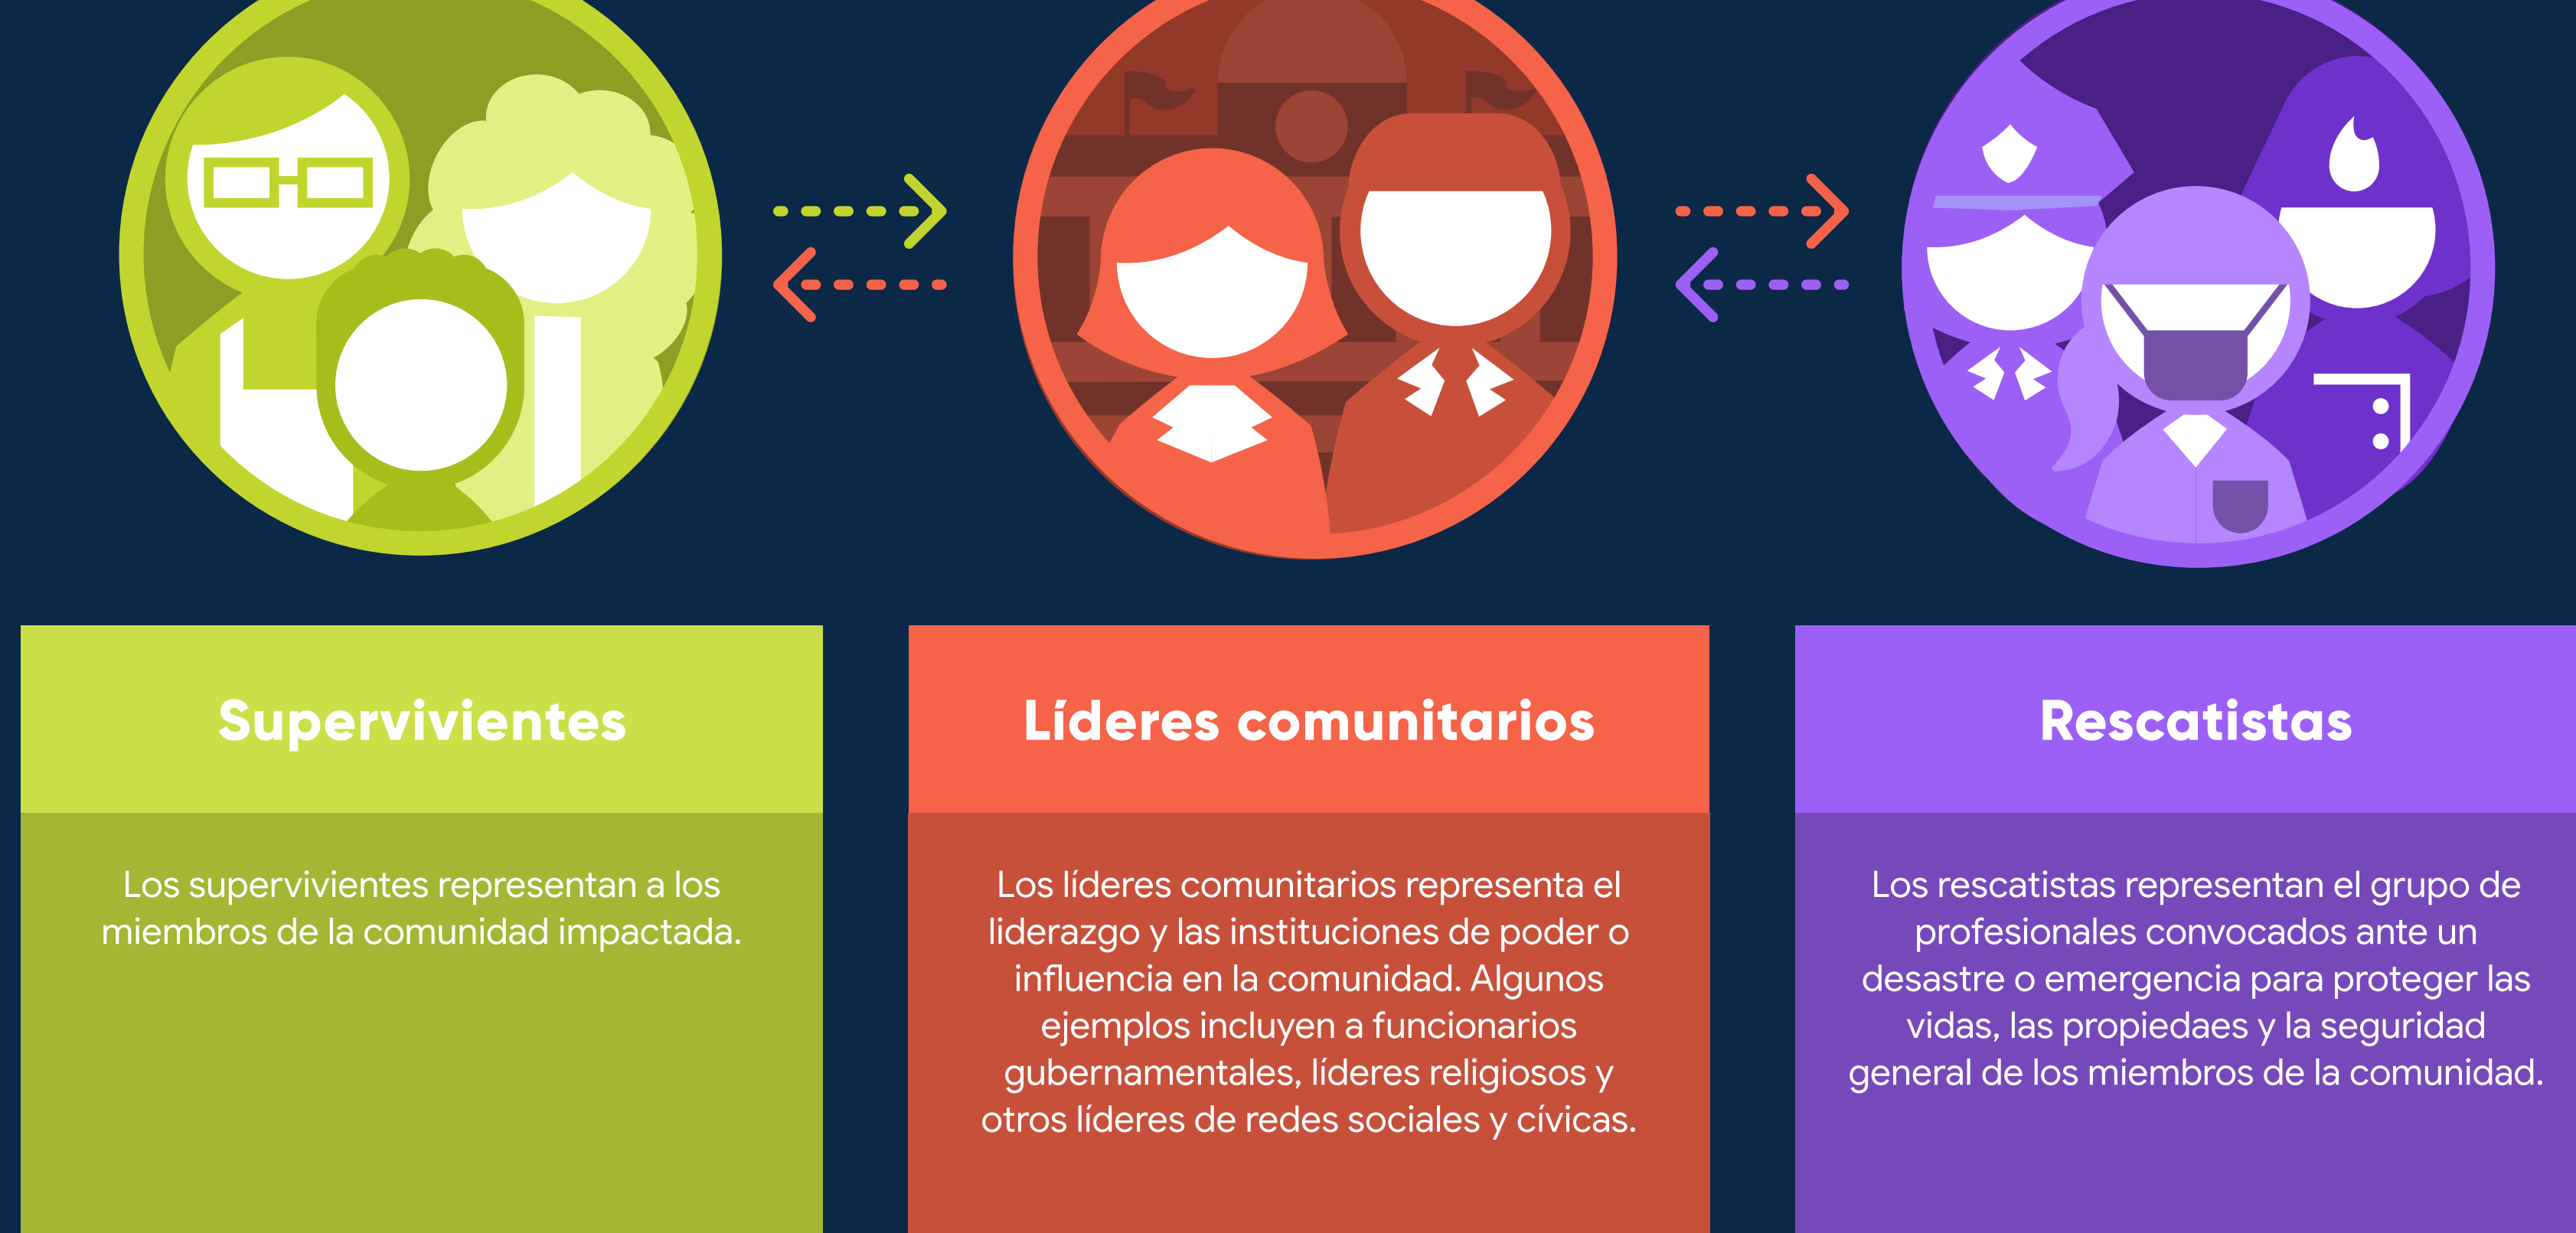 Supervivientes
Los supervivientes representan a los
miembros de la comunidad impactada.
Líderes comunitarios
Los líderes comunitarios representa el
liderazgo y las instituciones de poder o
influencia en la comunidad. Algunos
ejemplos incluyen a funcionarios
gubernamentales, líderes religiosos y
otros líderes de redes sociales y cívicas.
Rescatistas
Los rescatistas representan el grupo de
profesionales convocados ante un
desastre o emergencia para proteger las
vidas, las propiedaes y la seguridad
general de los miembros de la comunidad.